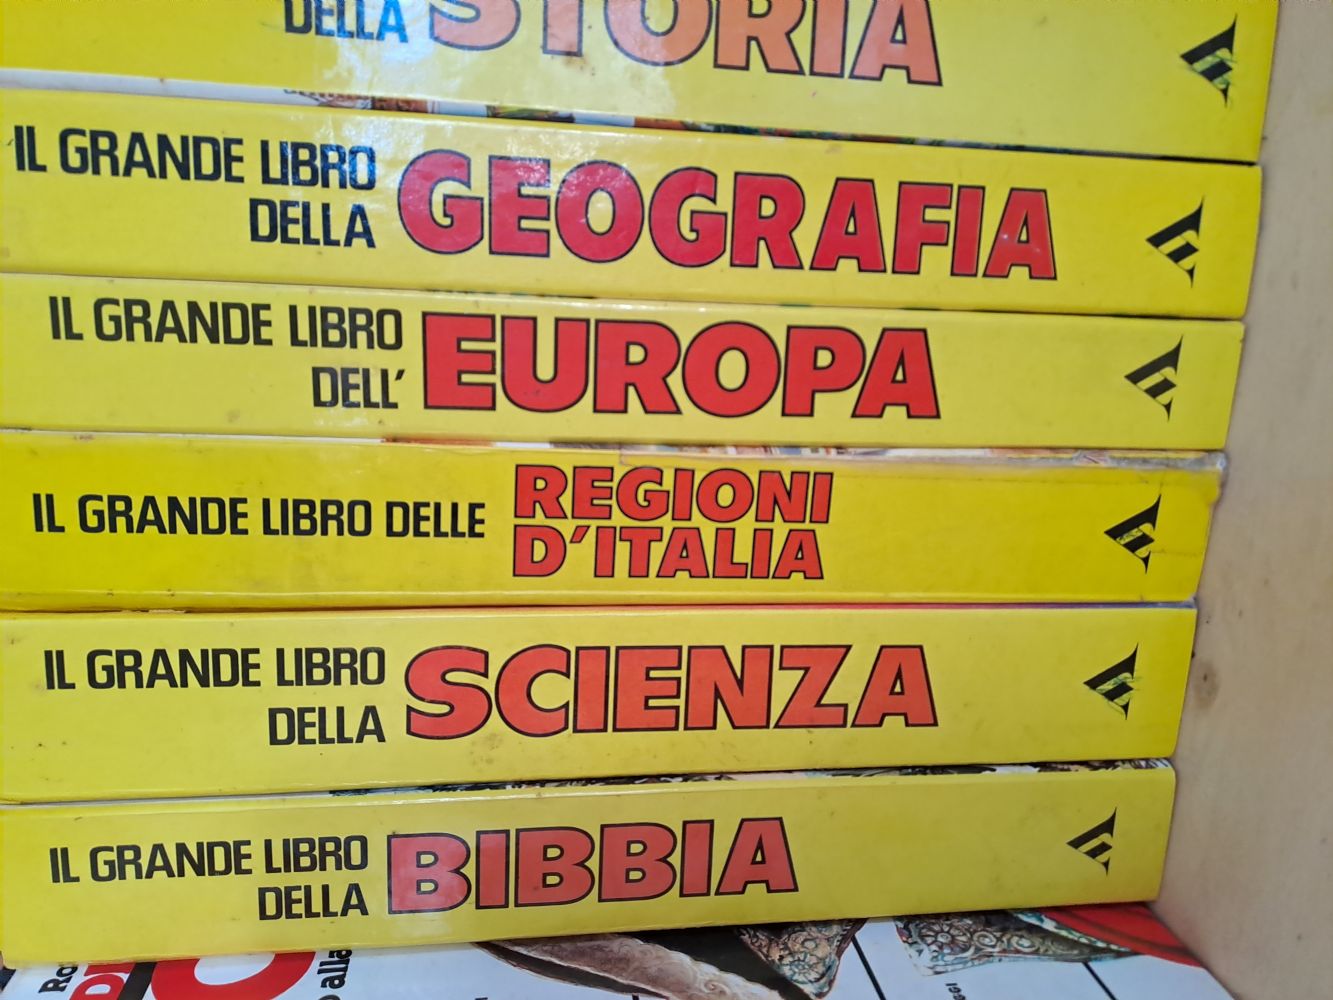 DELLA STORIA
IL GRANDE LIBRO
DELLA
GEOGRAFIA
IL GRANDE LIBRO
DELL'
EUROPA
IL GRANDE LIBRO DELLE
REGIONI
D'ITALIA
IL GRANDE LIBRO
DELLA
SCIENZA
IL GRANDE LIBRO
DELLA
BIBBIA
alla